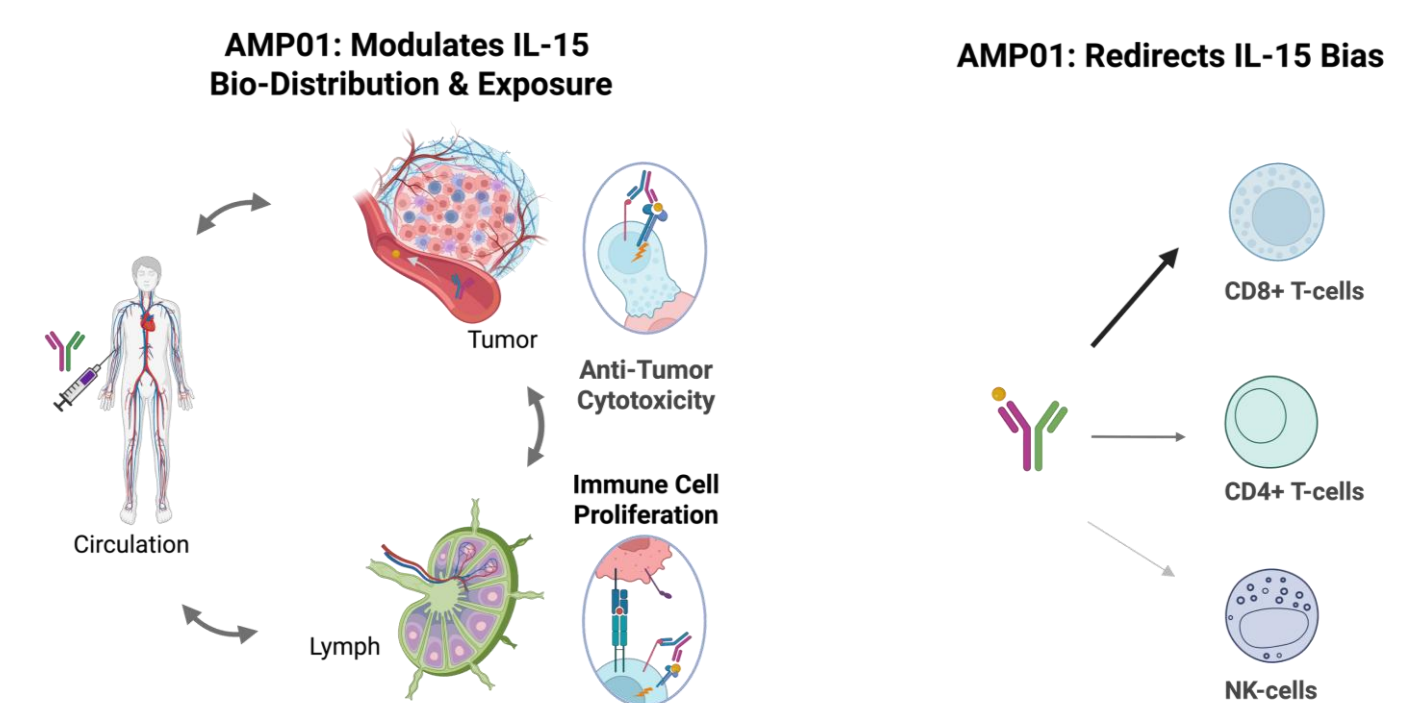 AMP01: Modulates IL-15
Bio-Distribution & Exposure
Tumor
Anti-Tumor
Cytotoxicity
Immune Cell
Proliferation
Circulation
Lymph
AMP01: Redirects IL-15 Bias
CD8+ T-cells
CD4+ T-cells
NK-cells